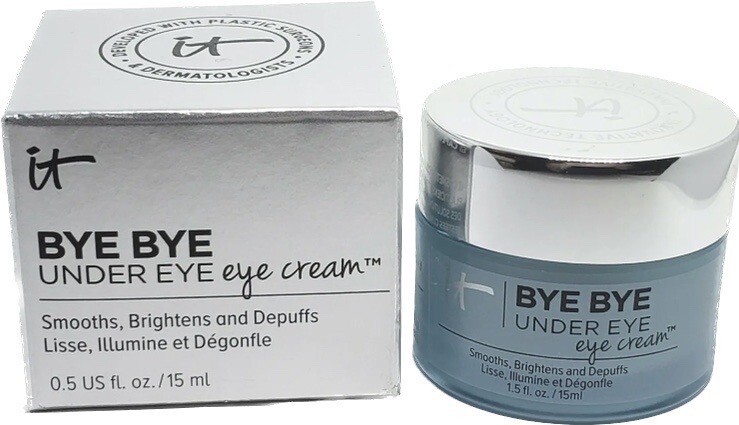 DEVELOPED WITH PLASTIC SURGEONS
& DERMATOLOGISTS
it
it
BYE BYE
UNDER EYE eye cream™
Smooths, Brightens and Depuffs
Lisse, Illumine et Dégonfle
0.5 US fl. oz./15 ml
it
it
BYE BYE
UNDER EYE
eye cream™
Smooths, Brightens and Depuffs
Lisse, Illumine et Dégonfle
1.5 fl. oz./15ml